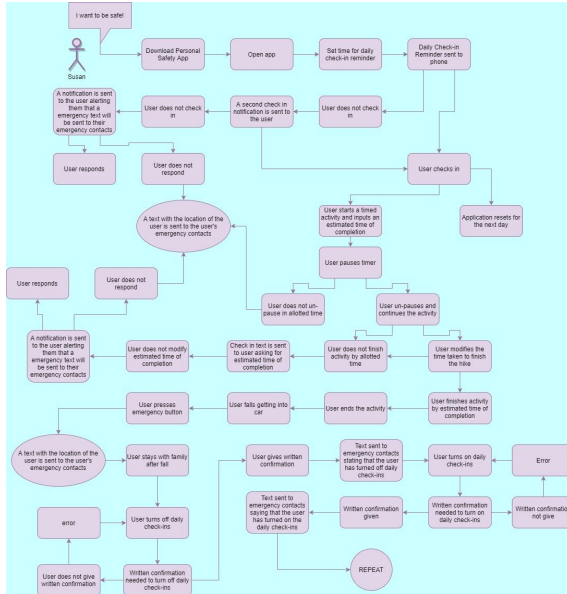 I want to be safe!
Susan
Download Personal
Safety App
Open app
Set time for daily
check-in reminder
Daily Check-in
Reminder sent to
phone
A notification is sent
to the user alerting
them that a
emergency text will
be sent to their
emergency contacts
User does not check
in
A second check in
notification is sent to
the user
User does not check
in
User responds
User does not
respond
User checks in
A text with the location of the
user is sent to the user's
emergency contacts
User starts a timed
activity and inputs an
estimated time of
completion
Application resets for
the next day
User pauses timer
User responds
User does not
respond
User does not un-
pause in allotted time
User un-pauses and
continues the activity
A notification is sent
to the user alerting
them that a
emergency text will
be sent to their
emergency contacts
User does not modify
estimated time of
completion
Check in text is sent
to user asking for
estimated time of
completion
User does not finish
activity by allotted
time
User modifies the
time taken to finish
the hike
User presses
emergency button
User falls getting into
car
User ends the activity
User finishes activity
by estimated time of
completion
A text with the location of the
user is sent to the user's
emergency contacts
User stays with family
after fall
User gives written
confirmation
Text sent to
emergency contacts
stating that the user
has turned off daily
check-ins
User turns on daily
check-ins
Error
error
User turns off daily
check-ins
Text sent to
emergency contacts
saying that the user
has turned on the
daily check-ins
Written confirmation
given
Written confirmation
needed to turn on
daily check-ins
Written confirmation
not give
User does not give
written confirmation
Written confirmation
needed to turn off daily
check-ins
REPEAT